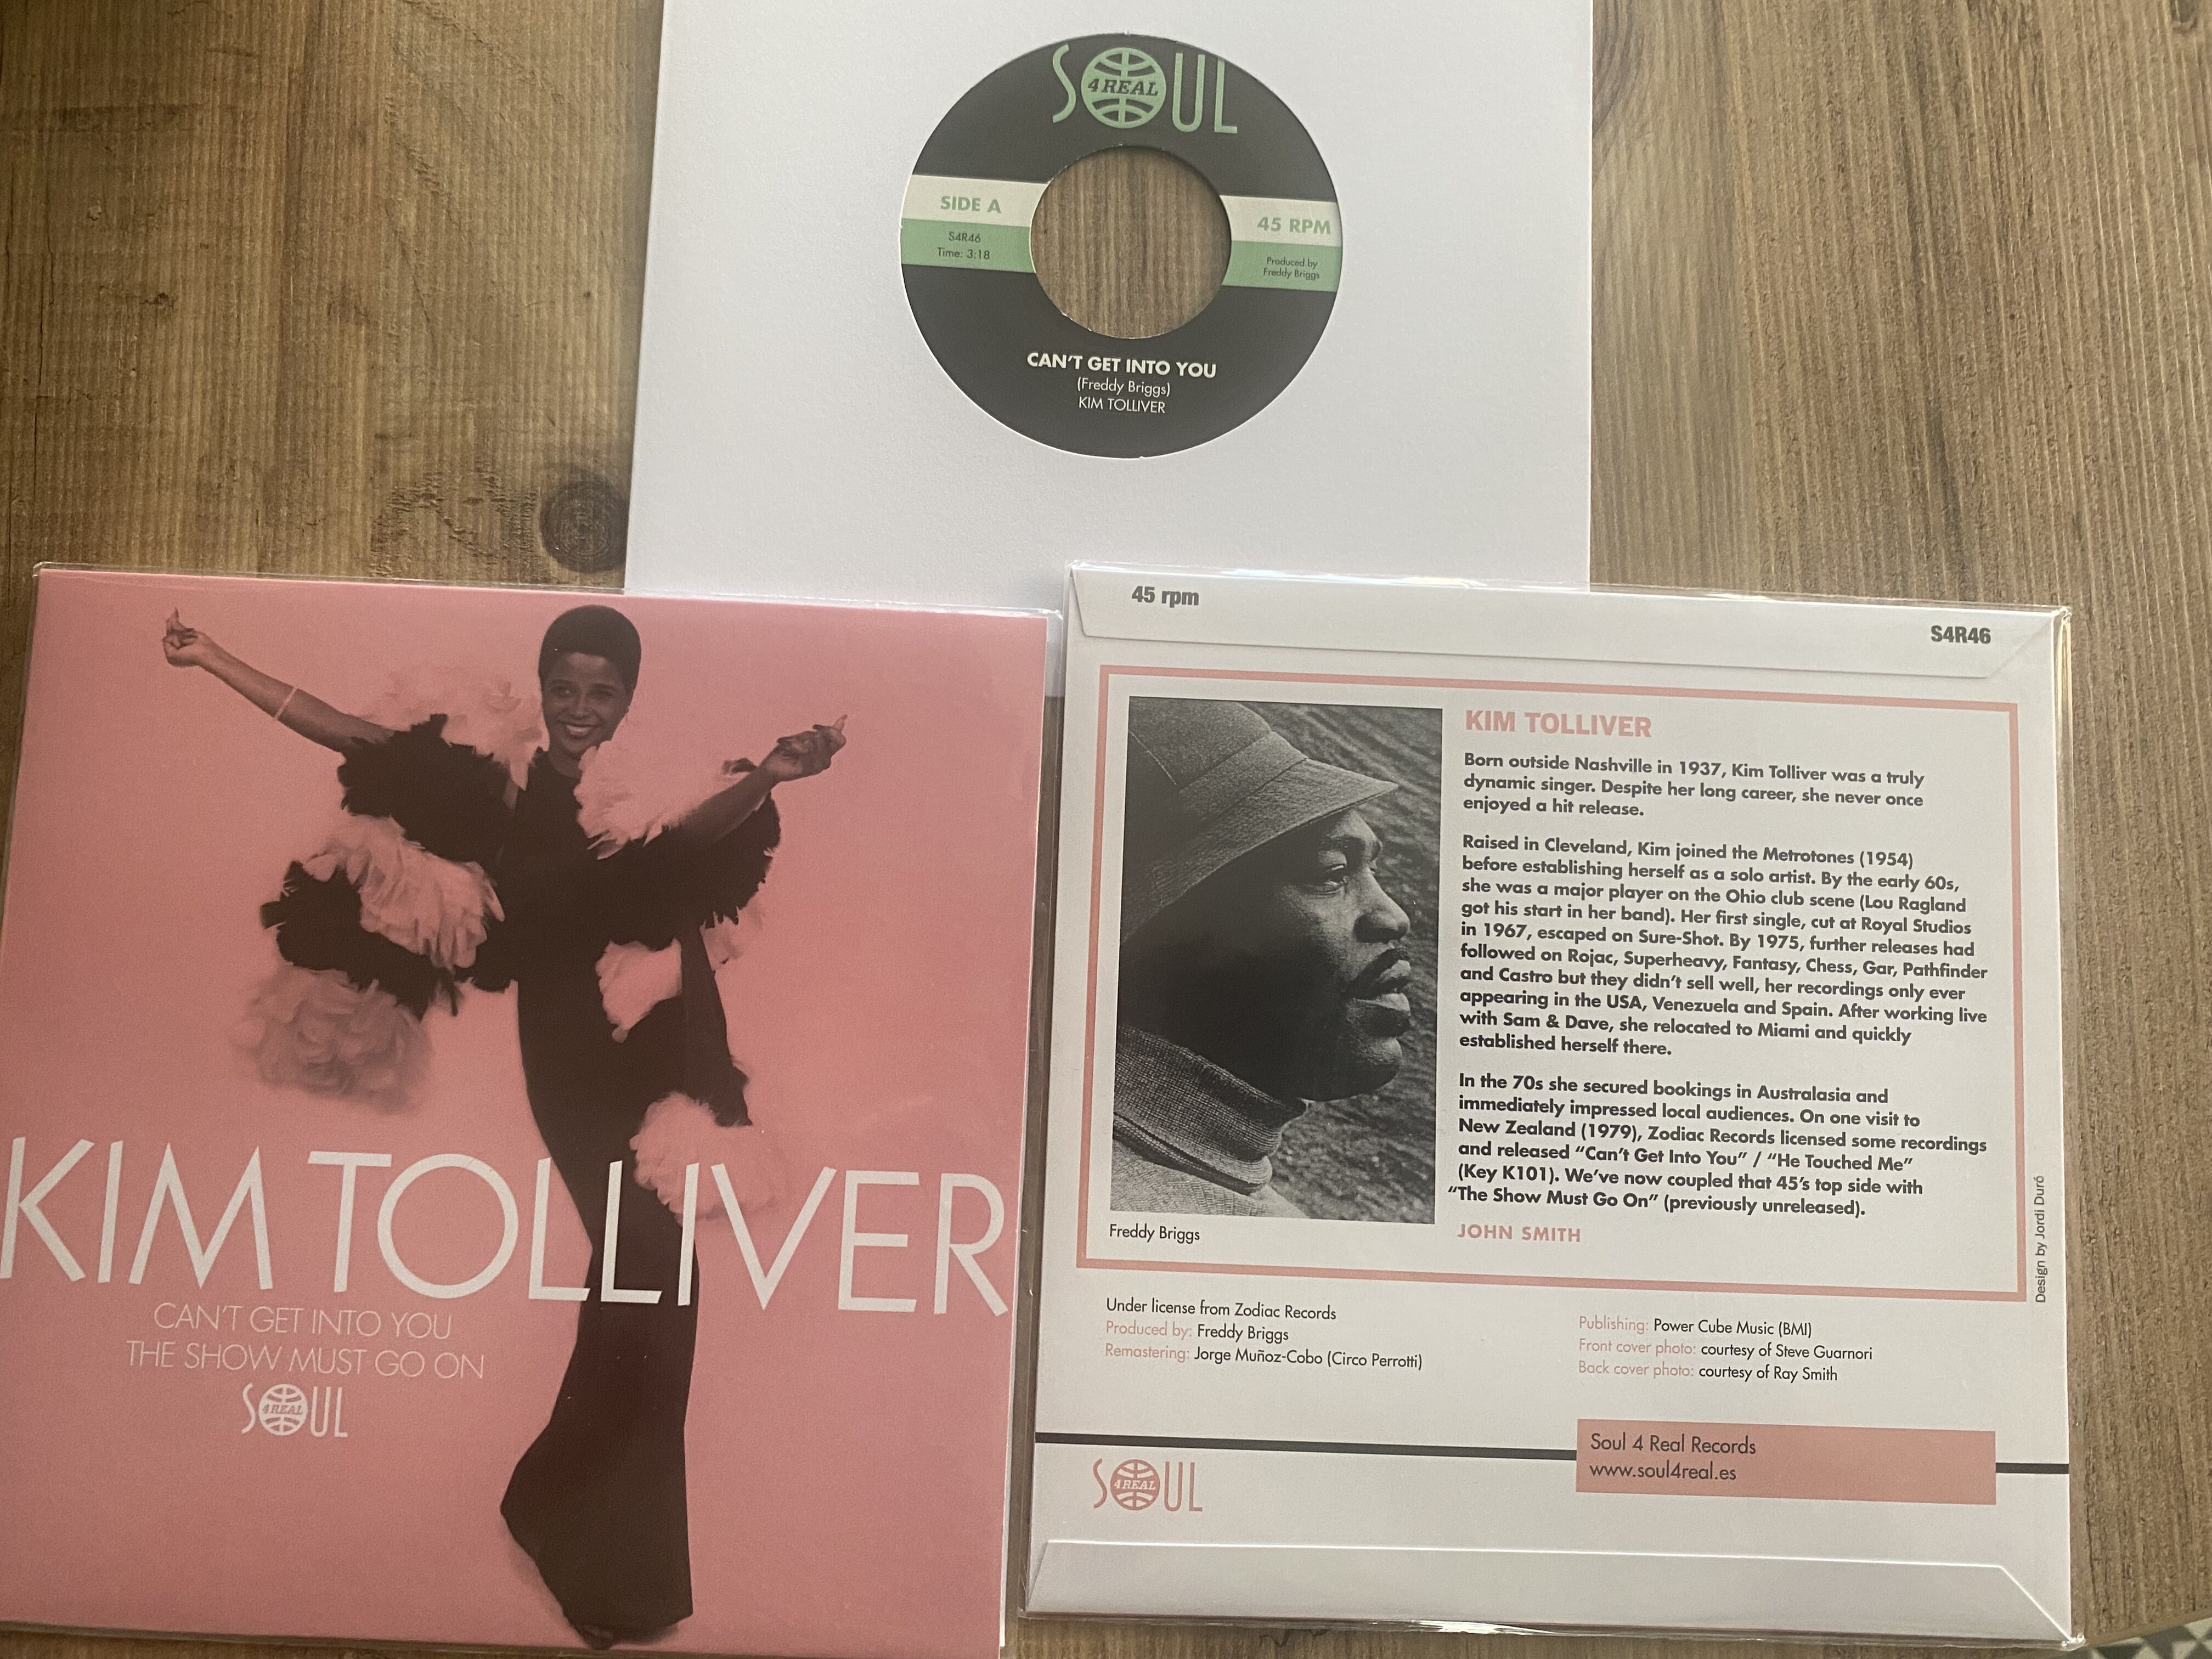 SOUL
4 REAL
SIDE A
S4R46
Time: 3:18
45 RPM
Produced by
Freddy Briggs
CAN'T GET INTO YOU
(Freddy Briggs)
KIM TOLLIVER
KIM TOLLIVER
CAN'T GET INTO YOU
THE SHOW MUST GO ON
SOUL
4 REAL
45 rpm
S4R46
KIM TOLLIVER
Born outside Nashville in 1937, Kim Tolliver was a truly
dynamic singer. Despite her long career, she never once
enjoyed a hit release.
Raised in Cleveland, Kim joined the Metrotones (1954)
before establishing herself as a solo artist. By the early 60s,
she was a major player on the Ohio club scene (Lou Ragland
got his start in her band). Her first single, cut at Royal Studios
in 1967, escaped on Sure-Shot. By 1975, further releases had
followed on Rojac, Superheavy, Fantasy, Chess, Gar, Pathfinder
and Castro but they didn't sell well, her recordings only ever
appearing in the USA, Venezuela and Spain. After working live
with Sam & Dave, she relocated to Miami and quickly
established herself there.
In the 70s she secured bookings in Australasia and
immediately impressed local audiences. On one visit to
New Zealand (1979), Zodiac Records licensed some recordings
and released "Can't Get Into You" / "He Touched Me"
(Key K101). We've now coupled that 45's top side with
"The Show Must Go On" (previously unreleased).
JOHN SMITH
Freddy Briggs
Design by Jordi Duró
Under license from Zodiac Records
Produced by: Freddy Briggs
Remastering: Jorge Muñoz-Cobo (Circo Perrotti)
Publishing: Power Cube Music (BMI)
Front cover photo: courtesy of Steve Guarnori
Back cover photo: courtesy of Ray Smith
Soul 4 Real Records
www.soul4real.es
SOUL
4 REAL